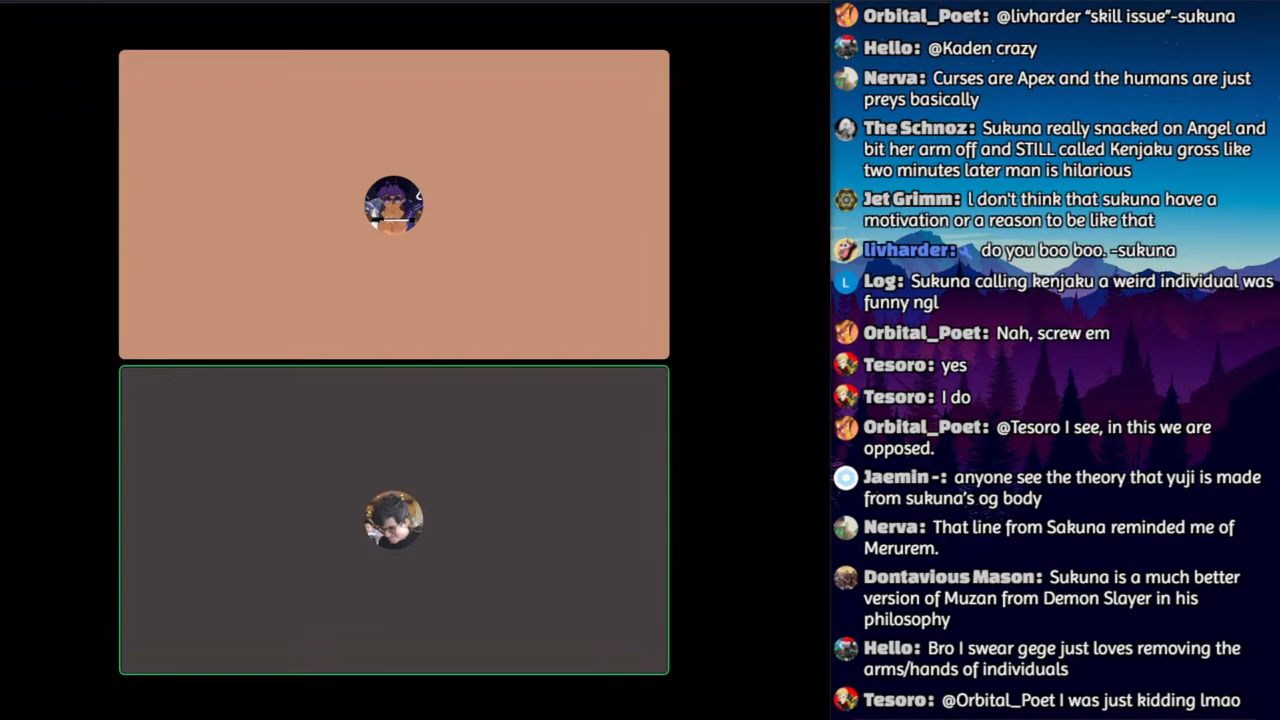 Orbital_Poet: @livharder “skill issue”-sukuna
Hello: @Kaden crazy
Nerva: Curses are Apex and the humans are just
preys basically
The Schnoz: Sukuna really snacked on Angel and
bit her arm off and STILL called Kenjaku gross like
two minutes later man is hilarious
Jet Grimm: I don't think that sukuna have a
motivation or a reason to be like that
livharder: do you boo boo. -sukuna
L Log: Sukuna calling kenjaku a weird individual was
funny ngl
Orbital_Poet: Nah, screw em
Tesoro: yes
Tesoro: I do
Orbital_Poet: @Tesoro I see, in this we are
opposed.
Jaemin -: anyone see the theory that yuji is made
from sukuna's og body
Nerva: That line from Sakuna reminded me of
Merurem.
Dontavious Mason: Sukuna is a much better
version of Muzan from Demon Slayer in his
philosophy
Hello: Bro I swear gege just loves removing the
arms/hands of individuals
Tesoro: @Orbital_Poet I was just kidding lmao